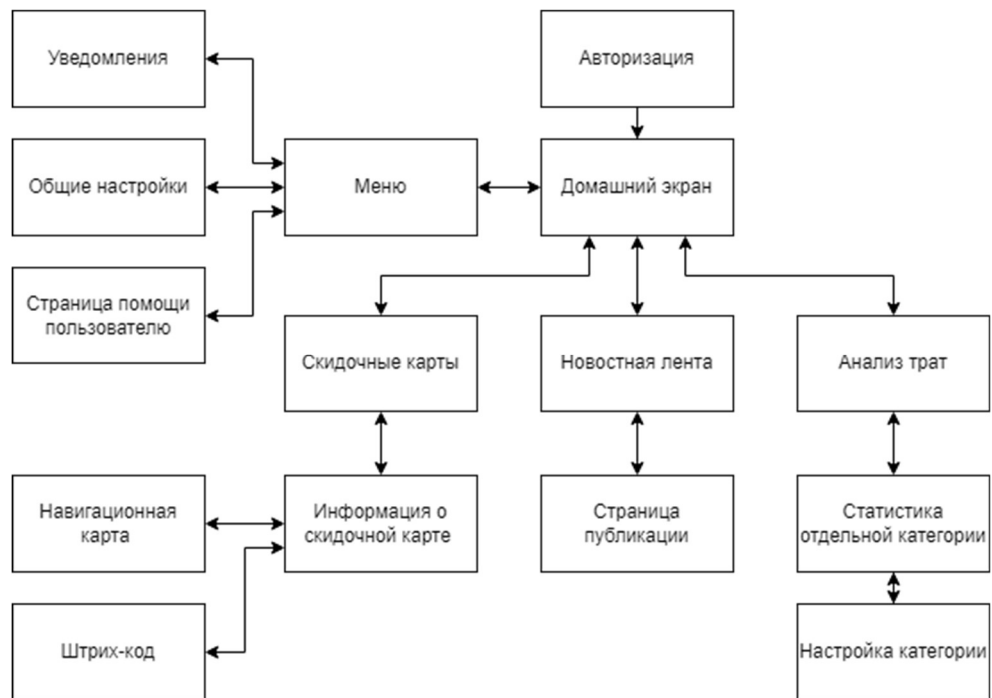 Уведомления
Авторизация
Общие настройки
Меню
Домашний экран
Страница помощи
пользователю
Скидочные карты
Новостная лента
Анализ трат
Навигационная
карта
Информация о
скидочной карте
Страница
публикации
Статистика
отдельной категории
Штрих-код
Настройка категории